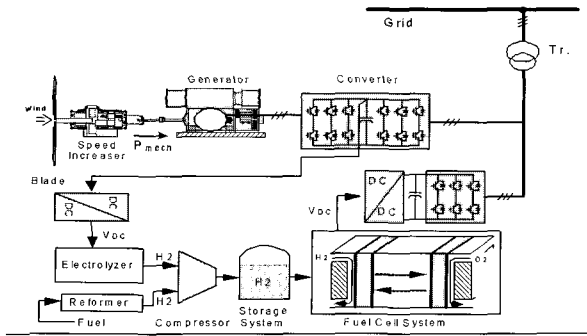 Grid
Tr.
Generator
Converter
wind
Speed
Increaser
Pmech
Blade
DC
DC
VDC
DC
DC
VDC
Electrolyzer
H2
Reformer
H2
Fuel
Compressor
H2
Storage
System
H2
O2
Fuel Cell System